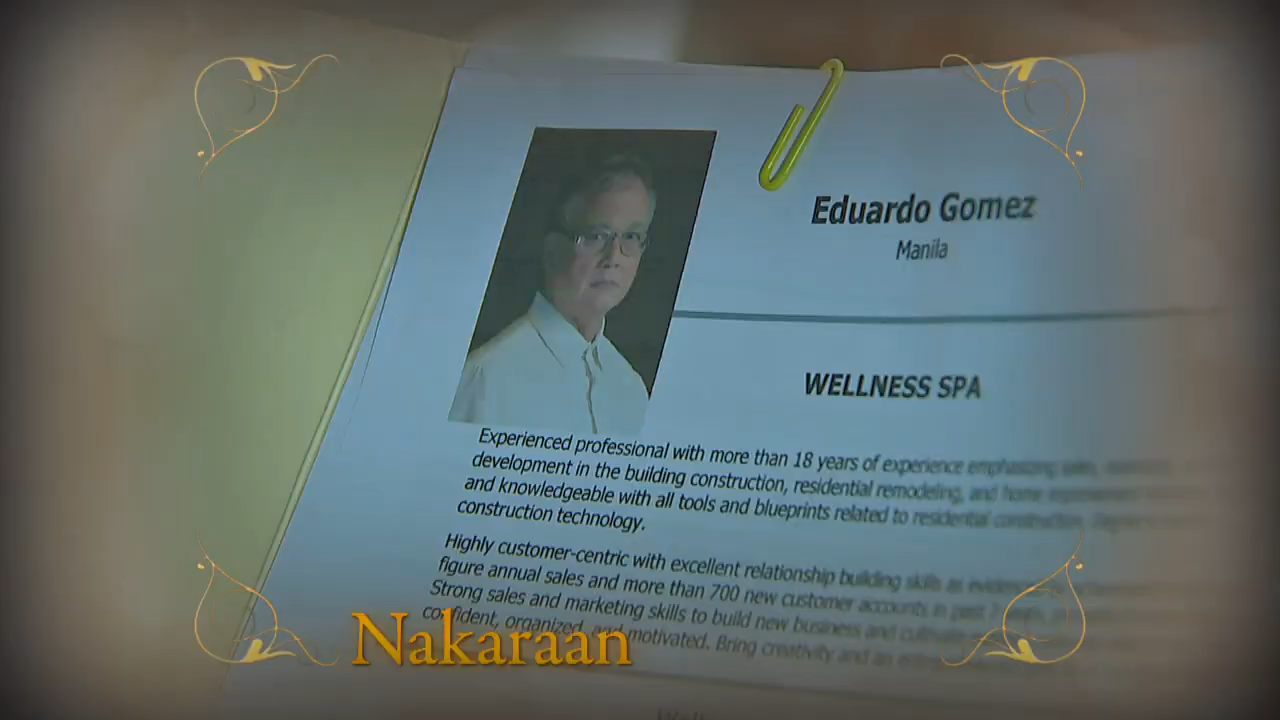 Eduardo Gomez
Manila
WELLNESS SPA
Experienced professional with more than 18 years of experience emphasizing sales,
development in the building construction, residential remodeling, and home improvement
and knowledgeable with all tools and blueprints related to residential construction.
construction technology.
Highly customer-centric with excellent relationship building skills as
figure annual sales and more than 700 new customer accounts in past
Strong sales and marketing skills to build new business and
confident, organized, and motivated. Bring creativity and an
Nakaraan